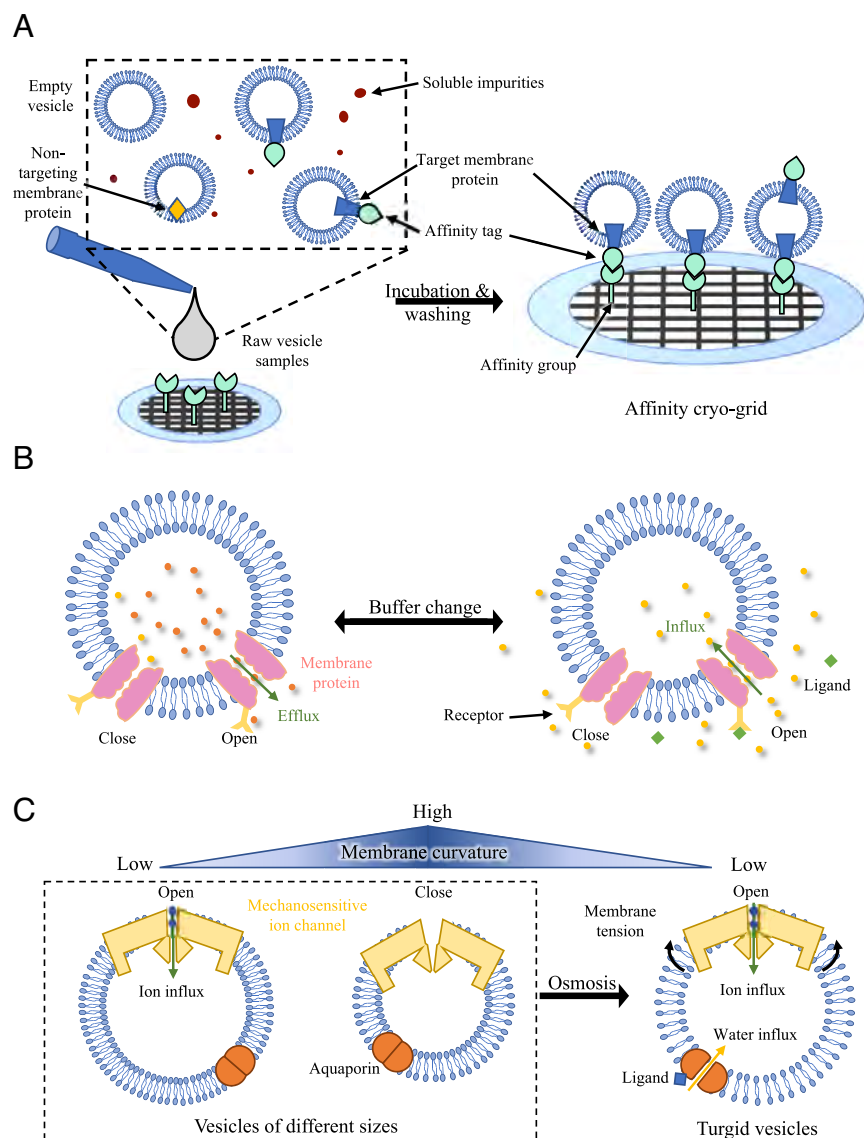 A
Empty
vesicle
Soluble impurities
Non-
targeting
membrane
protein
Target membrane
protein
Affinity tag
Incubation &
washing
Raw vesicle
samples
Affinity group
Affinity cryo-grid
B
Buffer change
Influx
Membrane
protein
Ligand
Efflux
Receptor
Close
Open
Close
Open
C
High
Membrane curvature
Low
Low
Open
Close
Open
Mechanosensitive
ion channel
Membrane
tension
Ion influx
Osmosis
Ion influx
Water influx
Aquaporin
Ligand
Vesicles of different sizes
Turgid vesicles